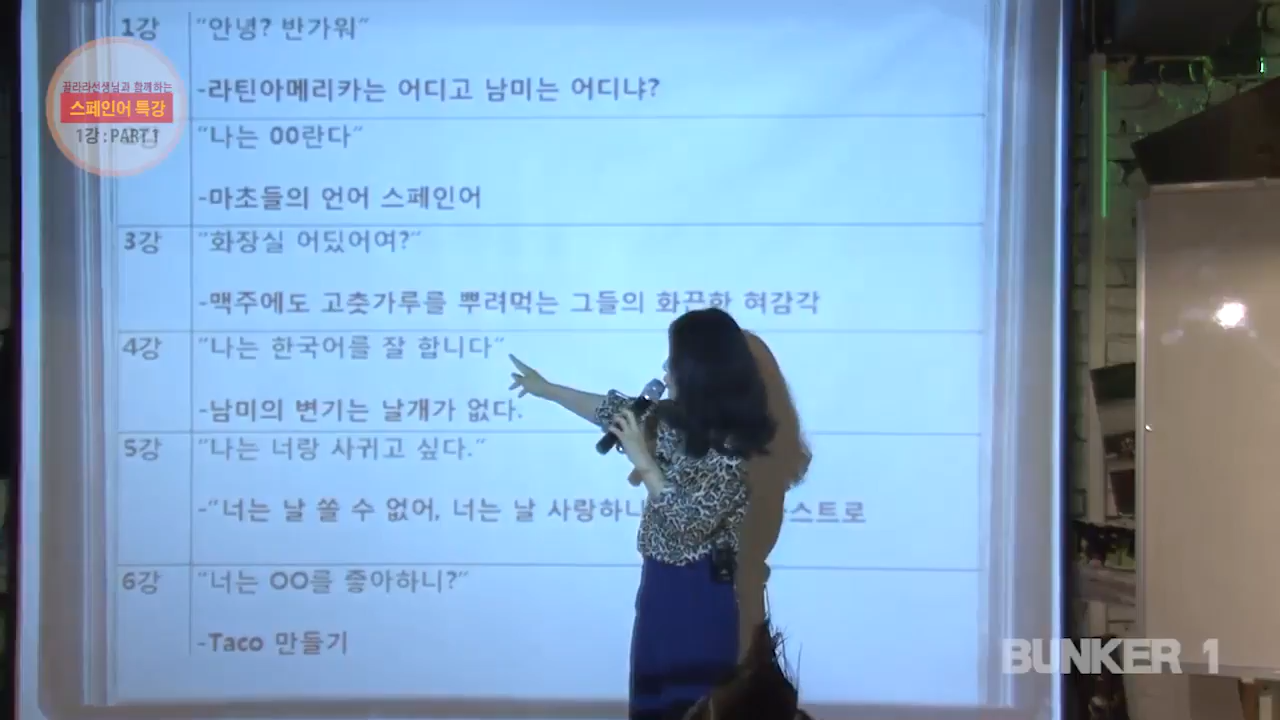 1강 "안녕? 반가워"
-라틴아메리카는 어디고 남미는 어디냐?
끌라라선생님과 함께하는
스페인어 특강
1강:PART1
"나는 00란다"
-마초들의 언어 스페인어
3강 "화장실 어딨어여?"
-맥주에도 고춧가루를 뿌려먹는 그들의 화끈한 혀감각
4강 "나는 한국어를 잘 합니다"
-남미의 변기는 날개가 없다.
5강 "나는 너랑 사귀고 싶다."
-"너는 날 쏠 수 없어, 너는 날 사랑하니 스트로
6강 "너는 OO를 좋아하니?"
-Taco 만들기
BUNKER 1